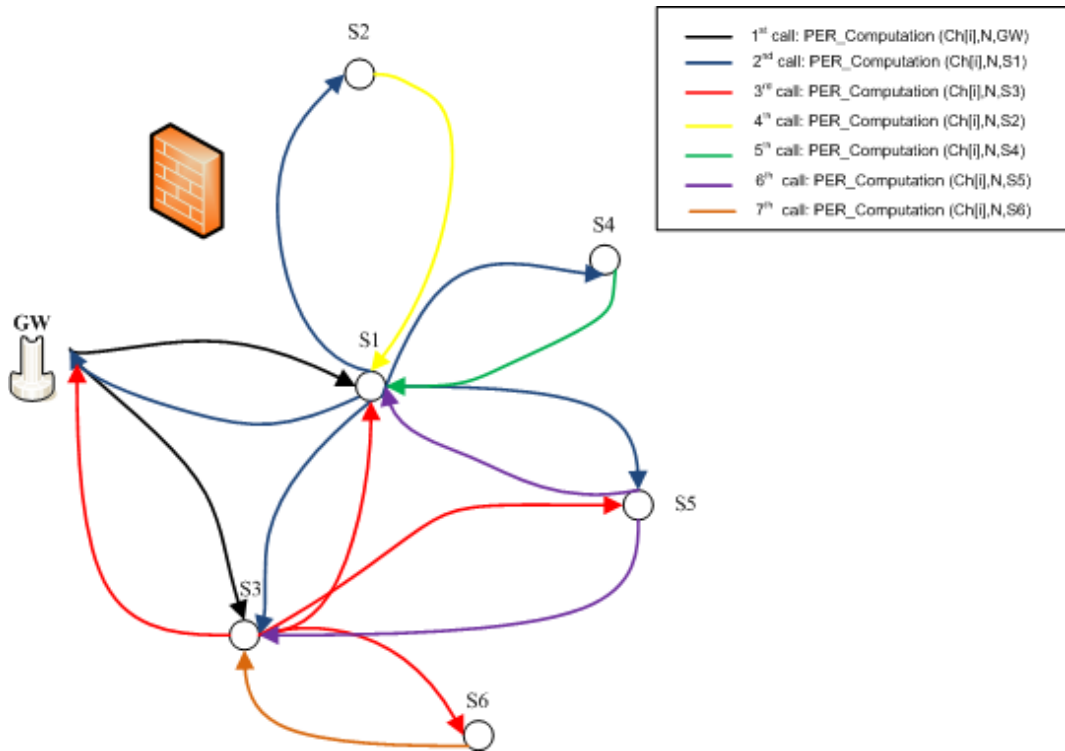 S2
S4
GW
S1
S5
S3
S6
1st call: PER_Computation (Ch[i],N,GW)
2nd call: PER_Computation (Ch[i],N,S1)
3rd call: PER_Computation (Ch[i],N,S3)
4th call: PER_Computation (Ch[i],N,S2)
5th call: PER_Computation (Ch[i],N,S4)
6th call: PER_Computation (Ch[i],N,S5)
7th call: PER_Computation (Ch[i],N,S6)